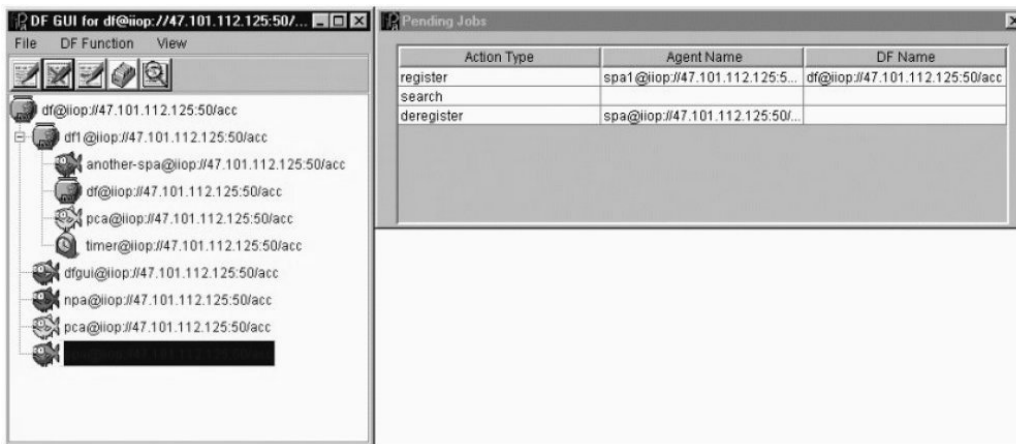 DF GUI for df@iiop://47.101.112.125:50/...
File DF Function View
df@iiop://47.101.112.125:50/acc
df1@iiop://47.101.112.125:50/acc
another-spa@iiop://47.101.112.125:50/acc
df@iiop://47.101.112.125:50/acc
pca@iiop://47.101.112.125:50/acc
timer@iiop://47.101.112.125:50/acc
dfgui@iiop://47.101.112.125:50/acc
npa@iiop://47.101.112.125:50/acc
pca@iiop://47.101.112.125:50/acc
Pending Jobs
Action Type Agent Name DF Name
register spa1@iiop://47.101.112.125:5... df@iiop://47.101.112.125:50/acc
search
deregister spa@iiop://47.101.112.125:50/...